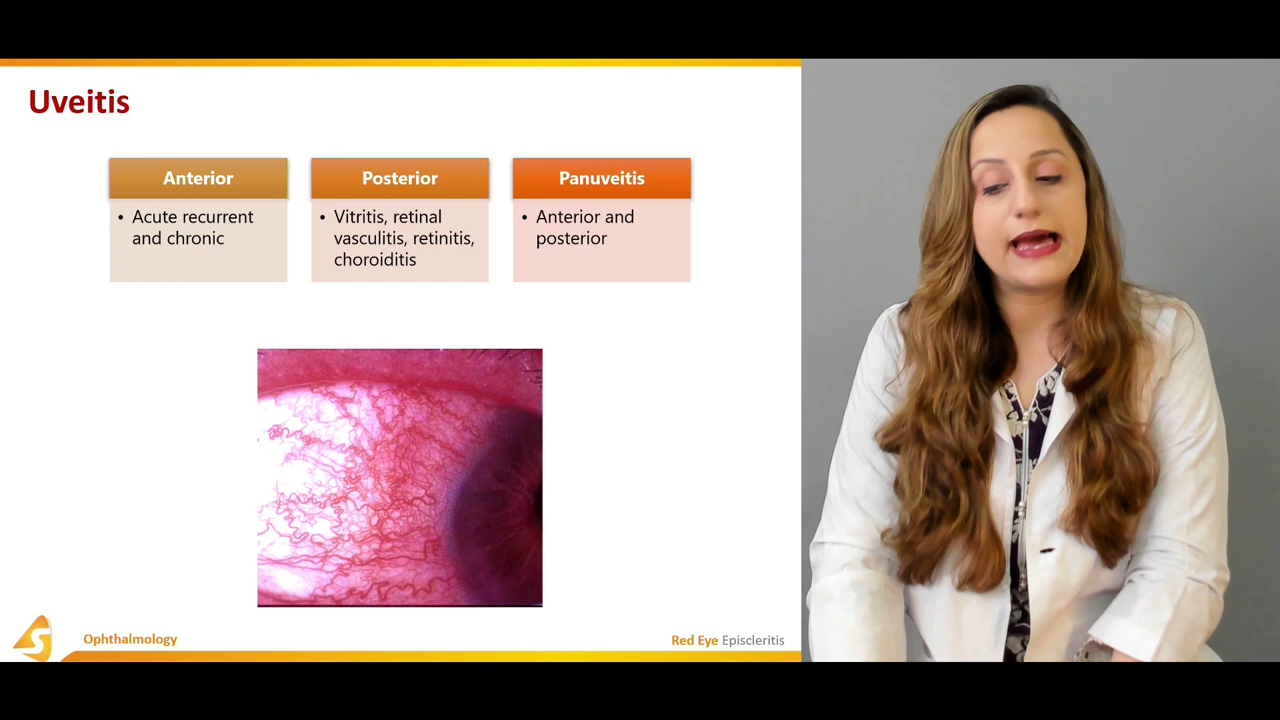 Uveitis
Anterior
• Acute recurrent
and chronic
Posterior
• Vitritis, retinal
vasculitis, retinitis,
choroiditis
Panuveitis
• Anterior and
posterior
Ophthalmology
Red Eye Episcleritis